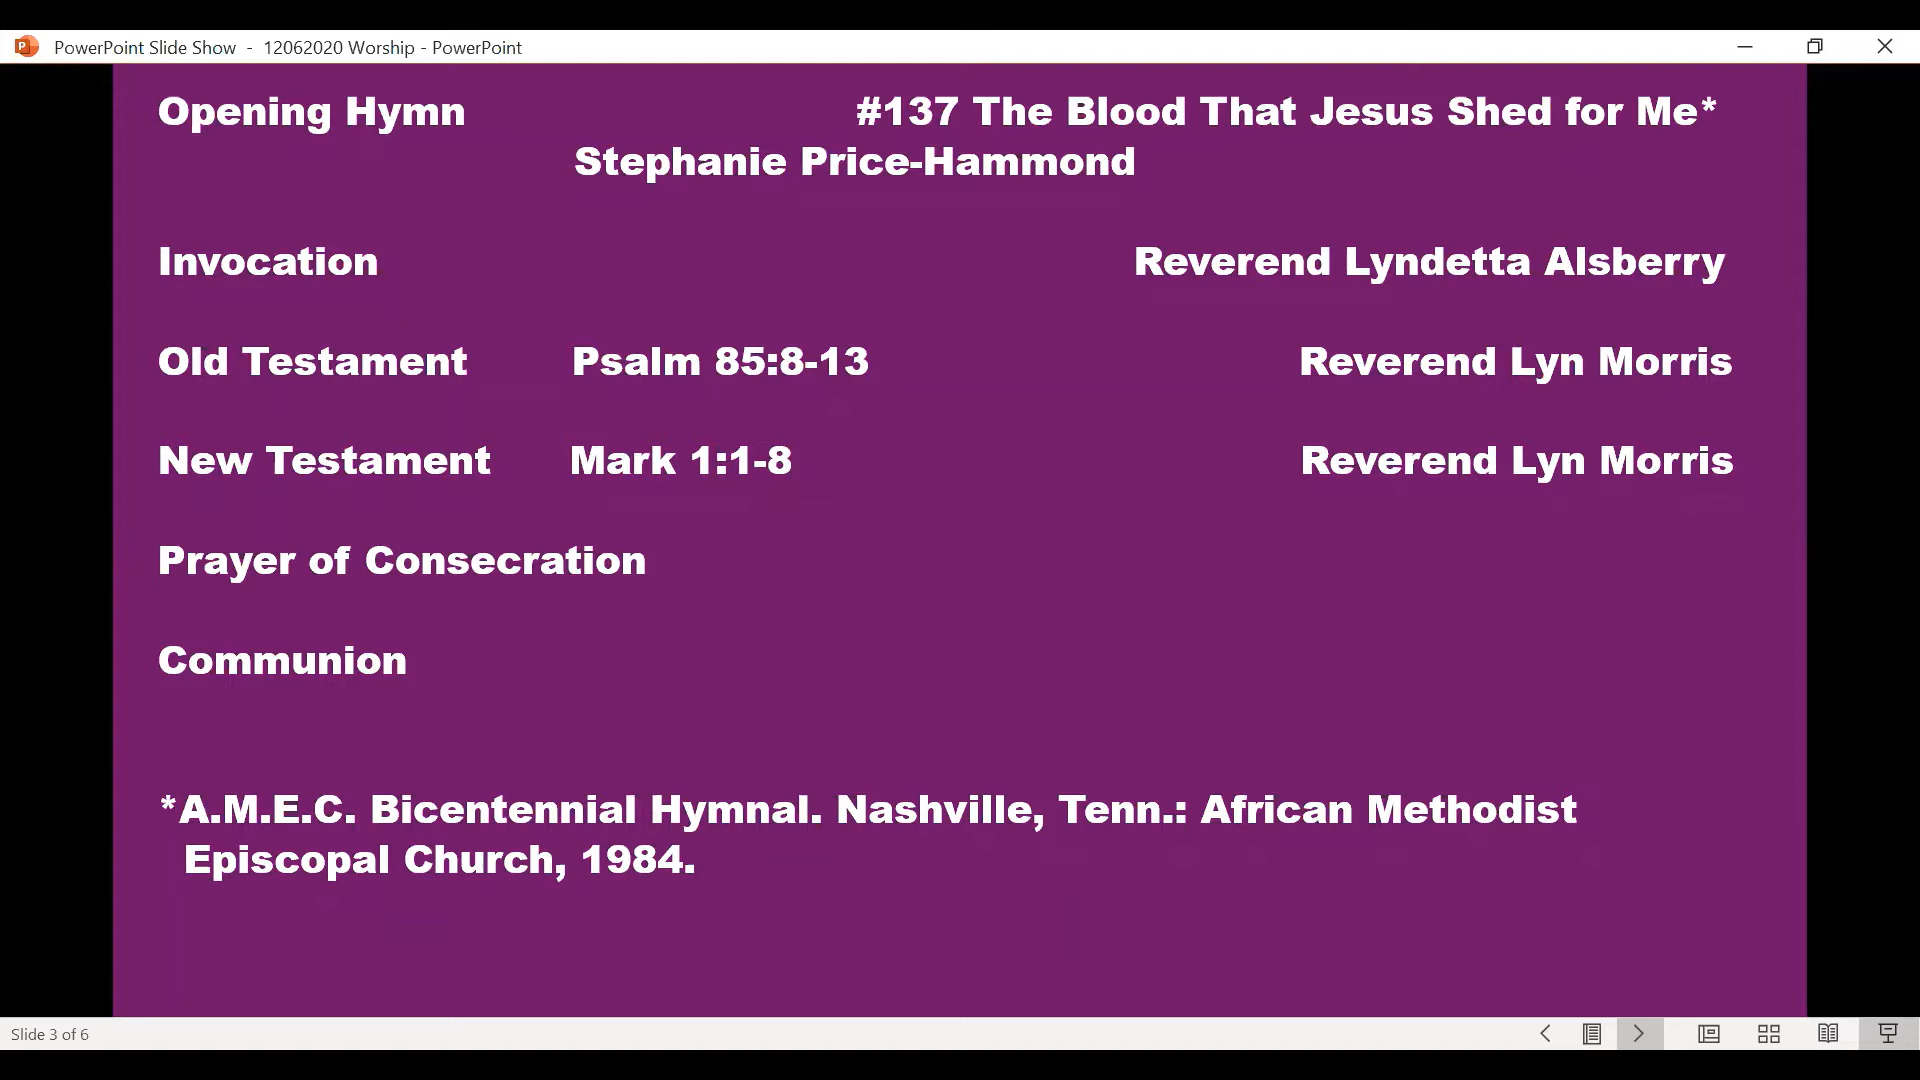 PowerPoint Slide Show - 12062020 Worship - PowerPoint
Opening Hymn #137 The Blood That Jesus Shed for Me*
Stephanie Price-Hammond
Invocation Reverend Lyndetta Alsberry
Old Testament Psalm 85:8-13 Reverend Lyn Morris
New Testament Mark 1:1-8 Reverend Lyn Morris
Prayer of Consecration
Communion
*A.M.E.C. Bicentennial Hymnal. Nashville, Tenn.: African Methodist
Episcopal Church, 1984.
Slide 3 of 6